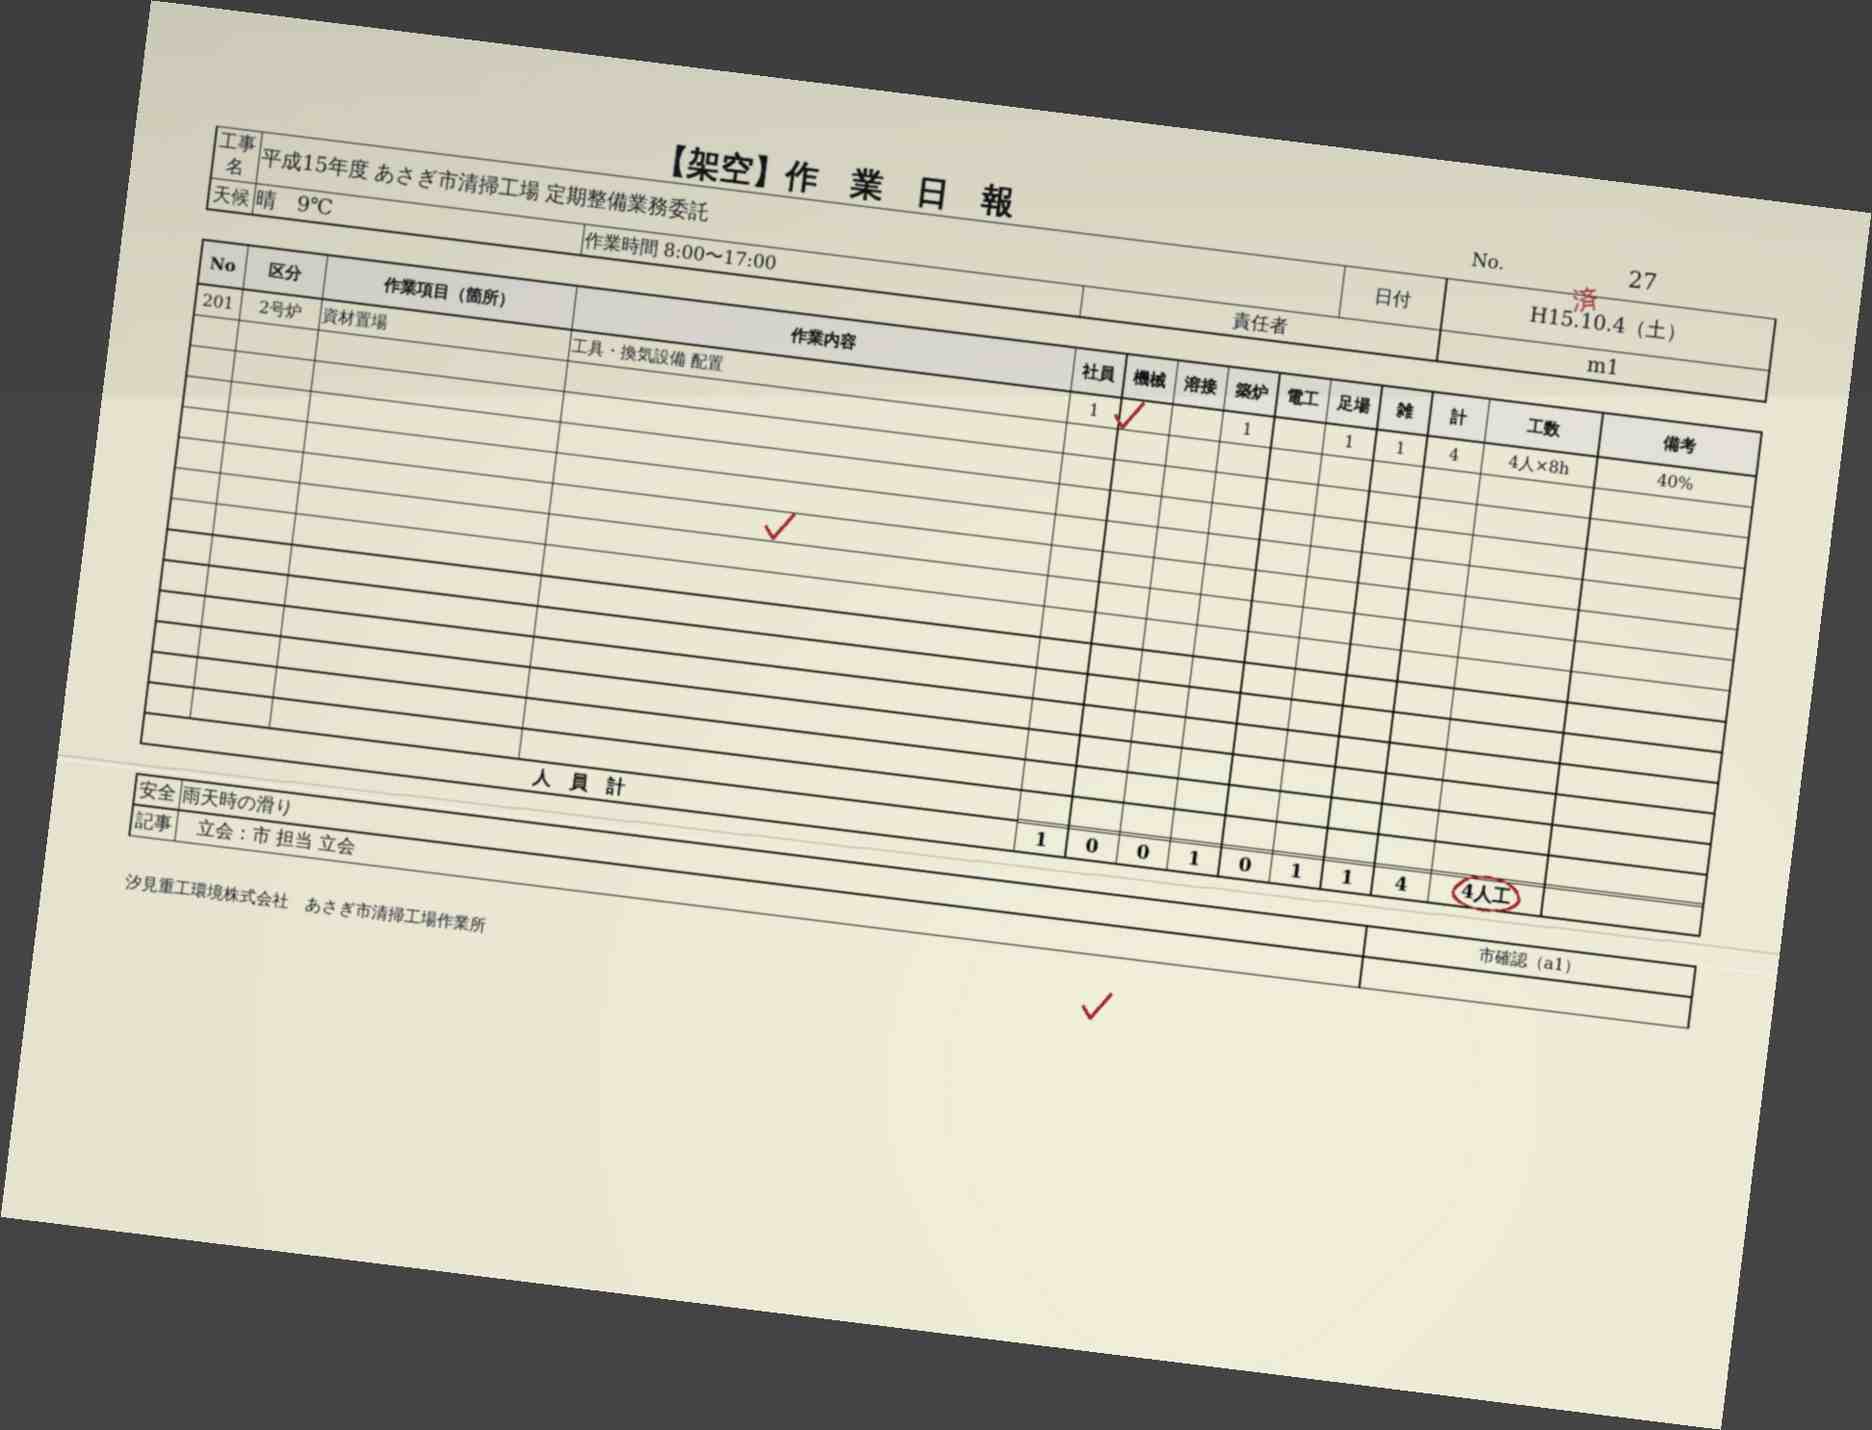 【架空】作 業 日 報
No. 27
工事名 平成15年度 あさぎ市清掃工場 定期整備業務委託 日付 H15.10.4（土）
済
天候 晴 9℃ 作業時間 8:00〜17:00 責任者 m1
No 区分 作業項目（箇所） 作業内容 社員 機械 溶接 築炉 電工 足場 雑 計 工数 備考
201 2号炉 資材置場 工具・換気設備 配置 1 1 1 1 4 4人×8h 40%
人 員 計 1 0 0 1 0 1 1 4 4人工
安全 雨天時の滑り 市確認（a1）
記事 立会：市 担当 立会
汐見重工環境株式会社 あさぎ市清掃工場作業所